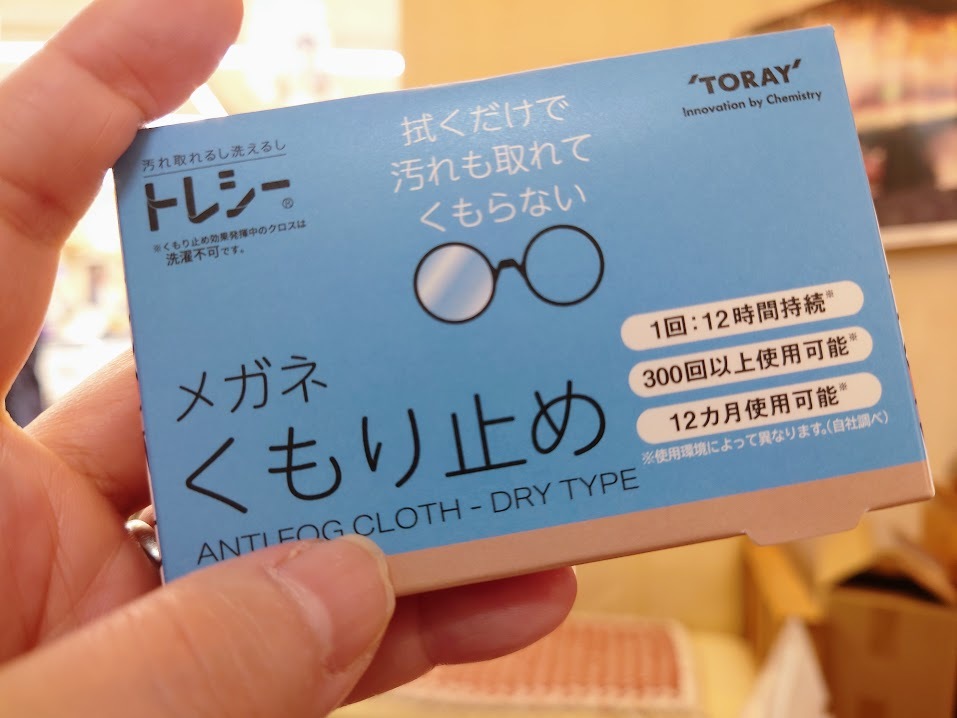 'TORAY'
Innovation by Chemistry
汚れ取れるし洗えるし
トレシー®
※くもり止め効果発揮中のクロスは
洗濯不可です。
拭くだけで
汚れも取れて
くもらない
1回:12時間持続※
300回以上使用可能※
12カ月使用可能※
※使用環境によって異なります。(自社調べ)
メガネ
くもり止め
ANTI FOG CLOTH - DRY TYPE